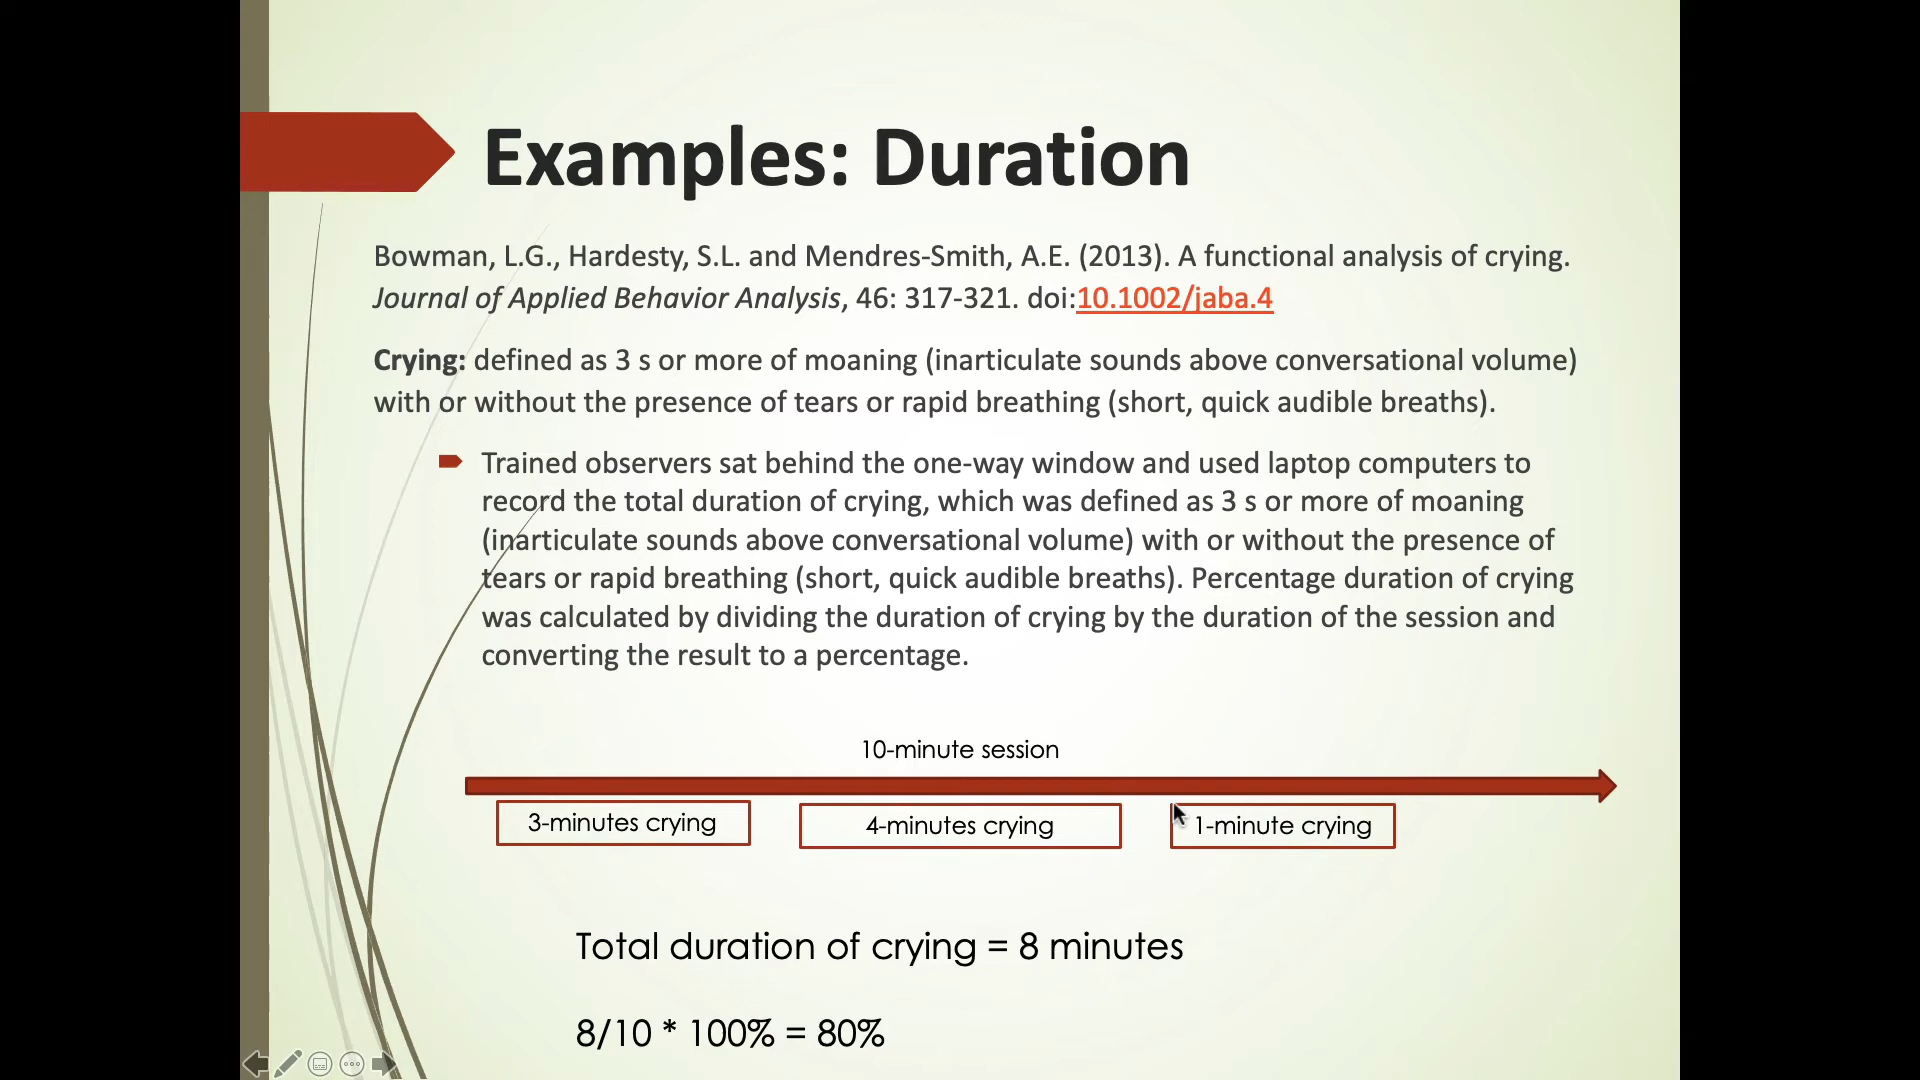 Examples: Duration
Bowman, L.G., Hardesty, S.L. and Mendres-Smith, A.E. (2013). A functional analysis of crying.
Journal of Applied Behavior Analysis, 46: 317-321. doi:10.1002/jaba.4
Crying: defined as 3 s or more of moaning (inarticulate sounds above conversational volume)
with or without the presence of tears or rapid breathing (short, quick audible breaths).
Trained observers sat behind the one-way window and used laptop computers to
record the total duration of crying, which was defined as 3 s or more of moaning
(inarticulate sounds above conversational volume) with or without the presence of
tears or rapid breathing (short, quick audible breaths). Percentage duration of crying
was calculated by dividing the duration of crying by the duration of the session and
converting the result to a percentage.
10-minute session
3-minutes crying
4-minutes crying
1-minute crying
Total duration of crying = 8 minutes
8/10 * 100% = 80%